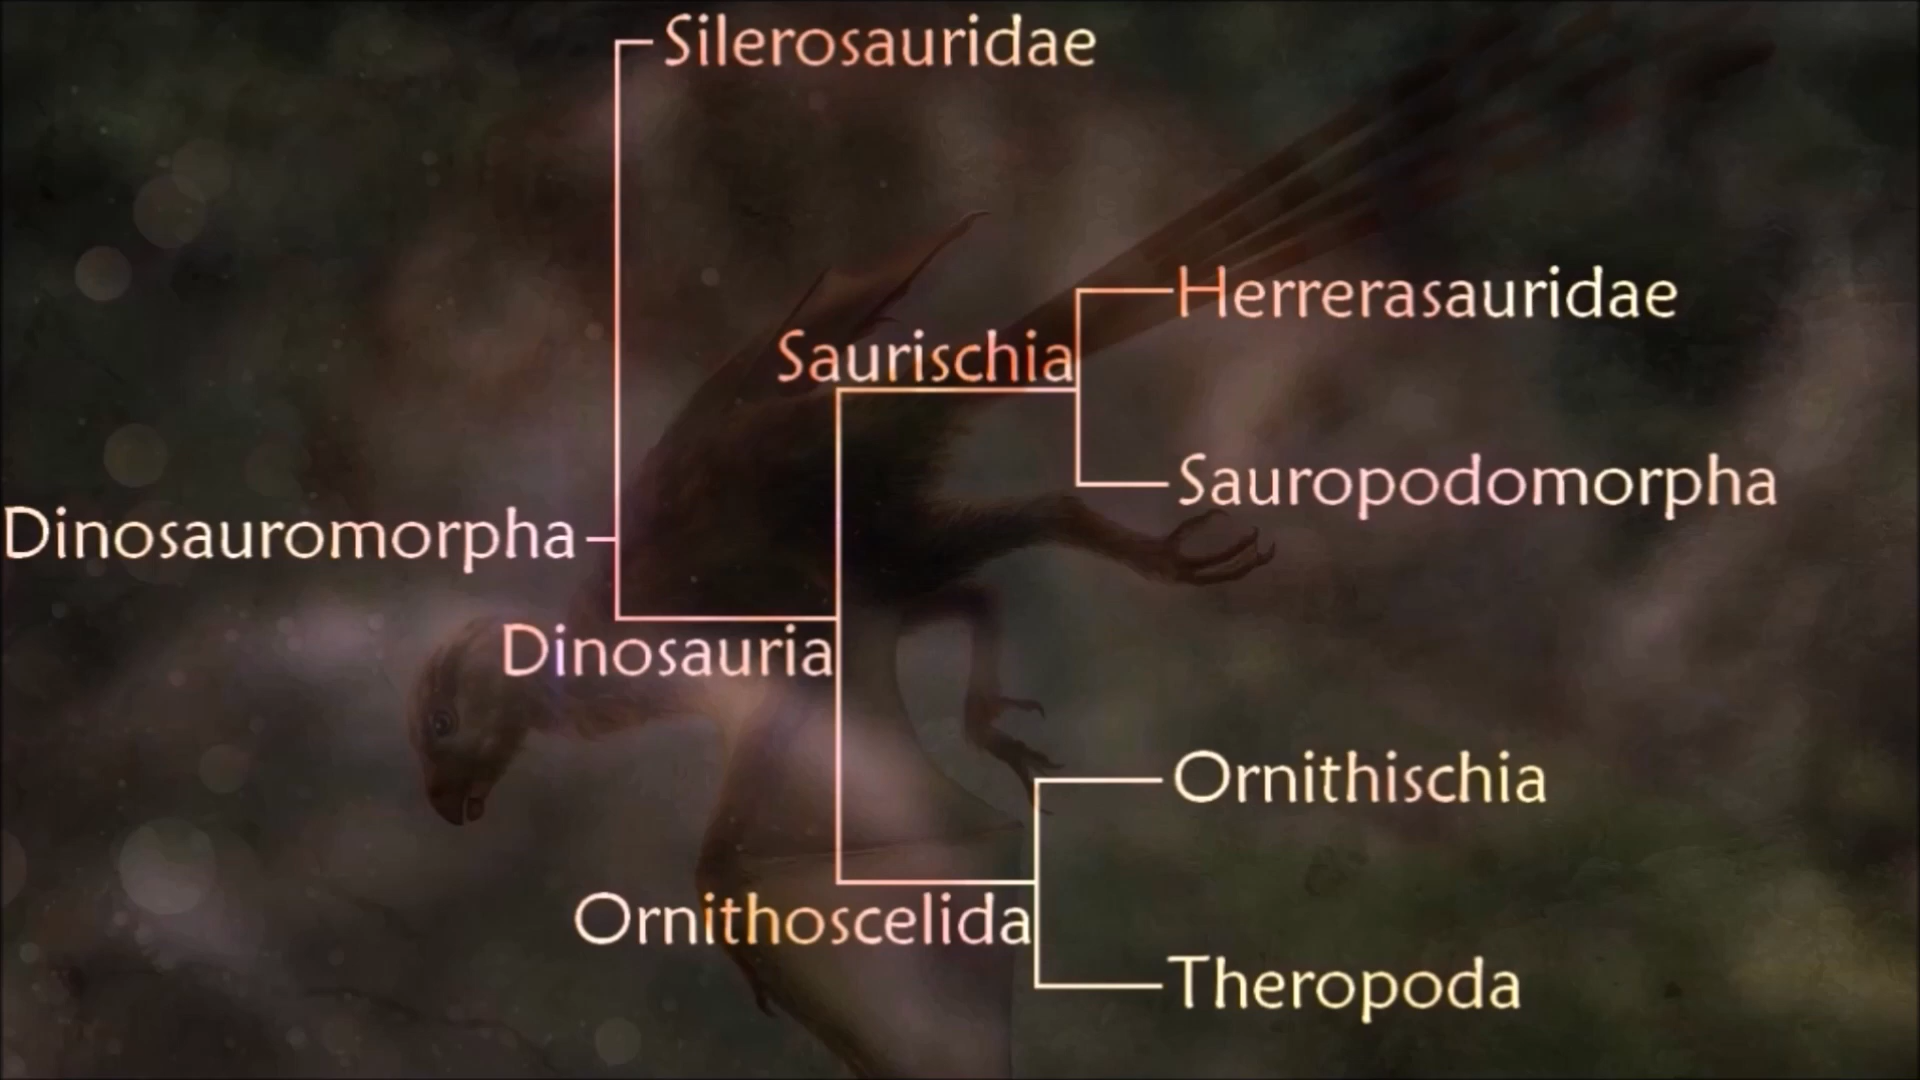 Silerosauridae
Herrerasauridae
Saurischia
Sauropodomorpha
Dinosauromorpha
Dinosauria
Ornithischia
Ornithoscelida
Theropoda